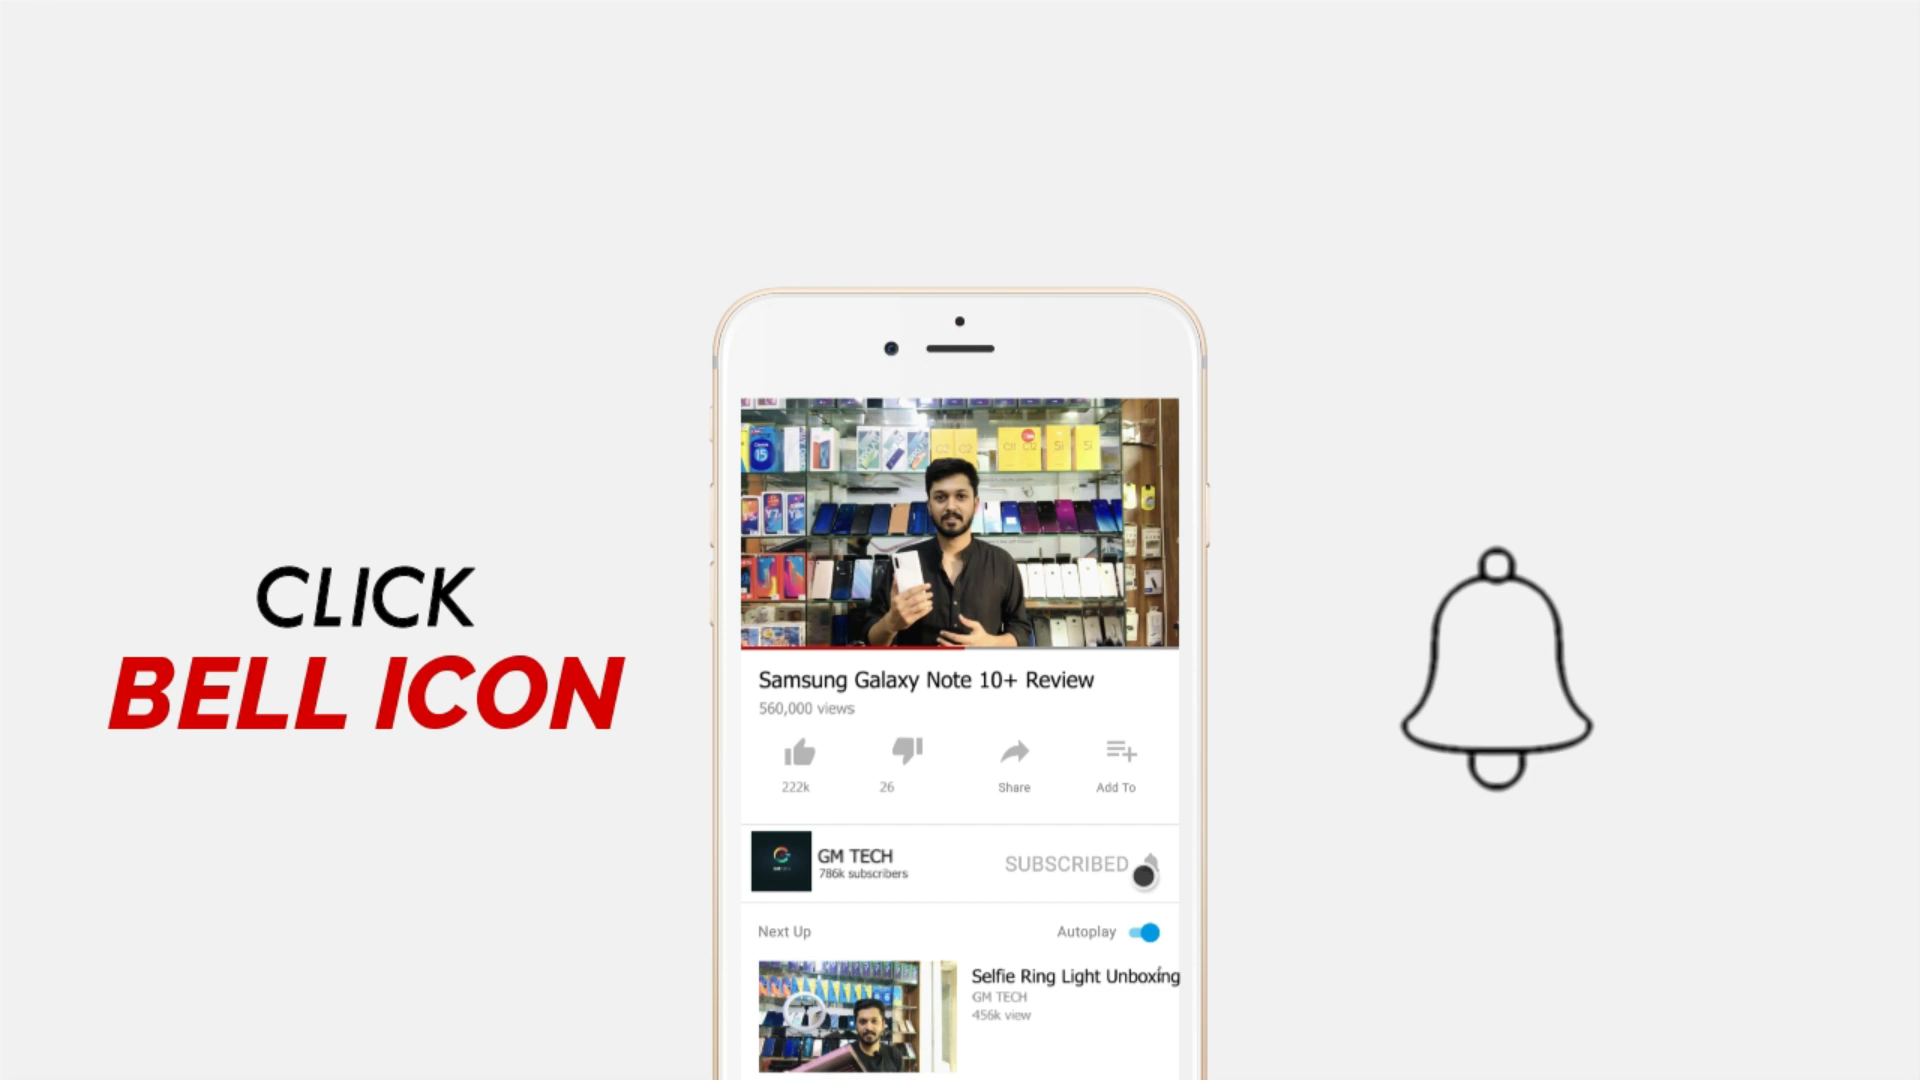 CLICK
BELL ICON
Samsung Galaxy Note 10+ Review
560,000 views
222k
26
Share
Add To
GM TECH
786k subscribers
SUBSCRIBED
Next Up
Autoplay
Selfie Ring Light Unboxing
GM TECH
456k view